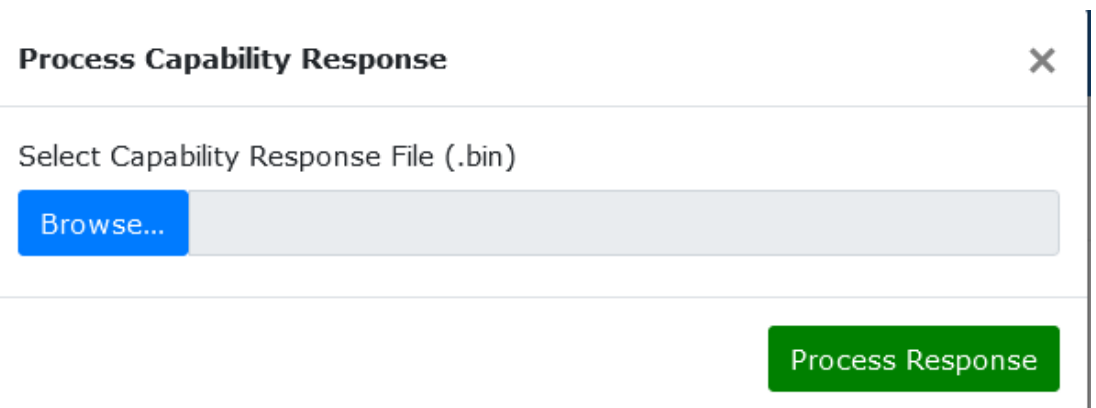 Process Capability Response ×
Select Capability Response File (.bin)
Browse...
Process Response